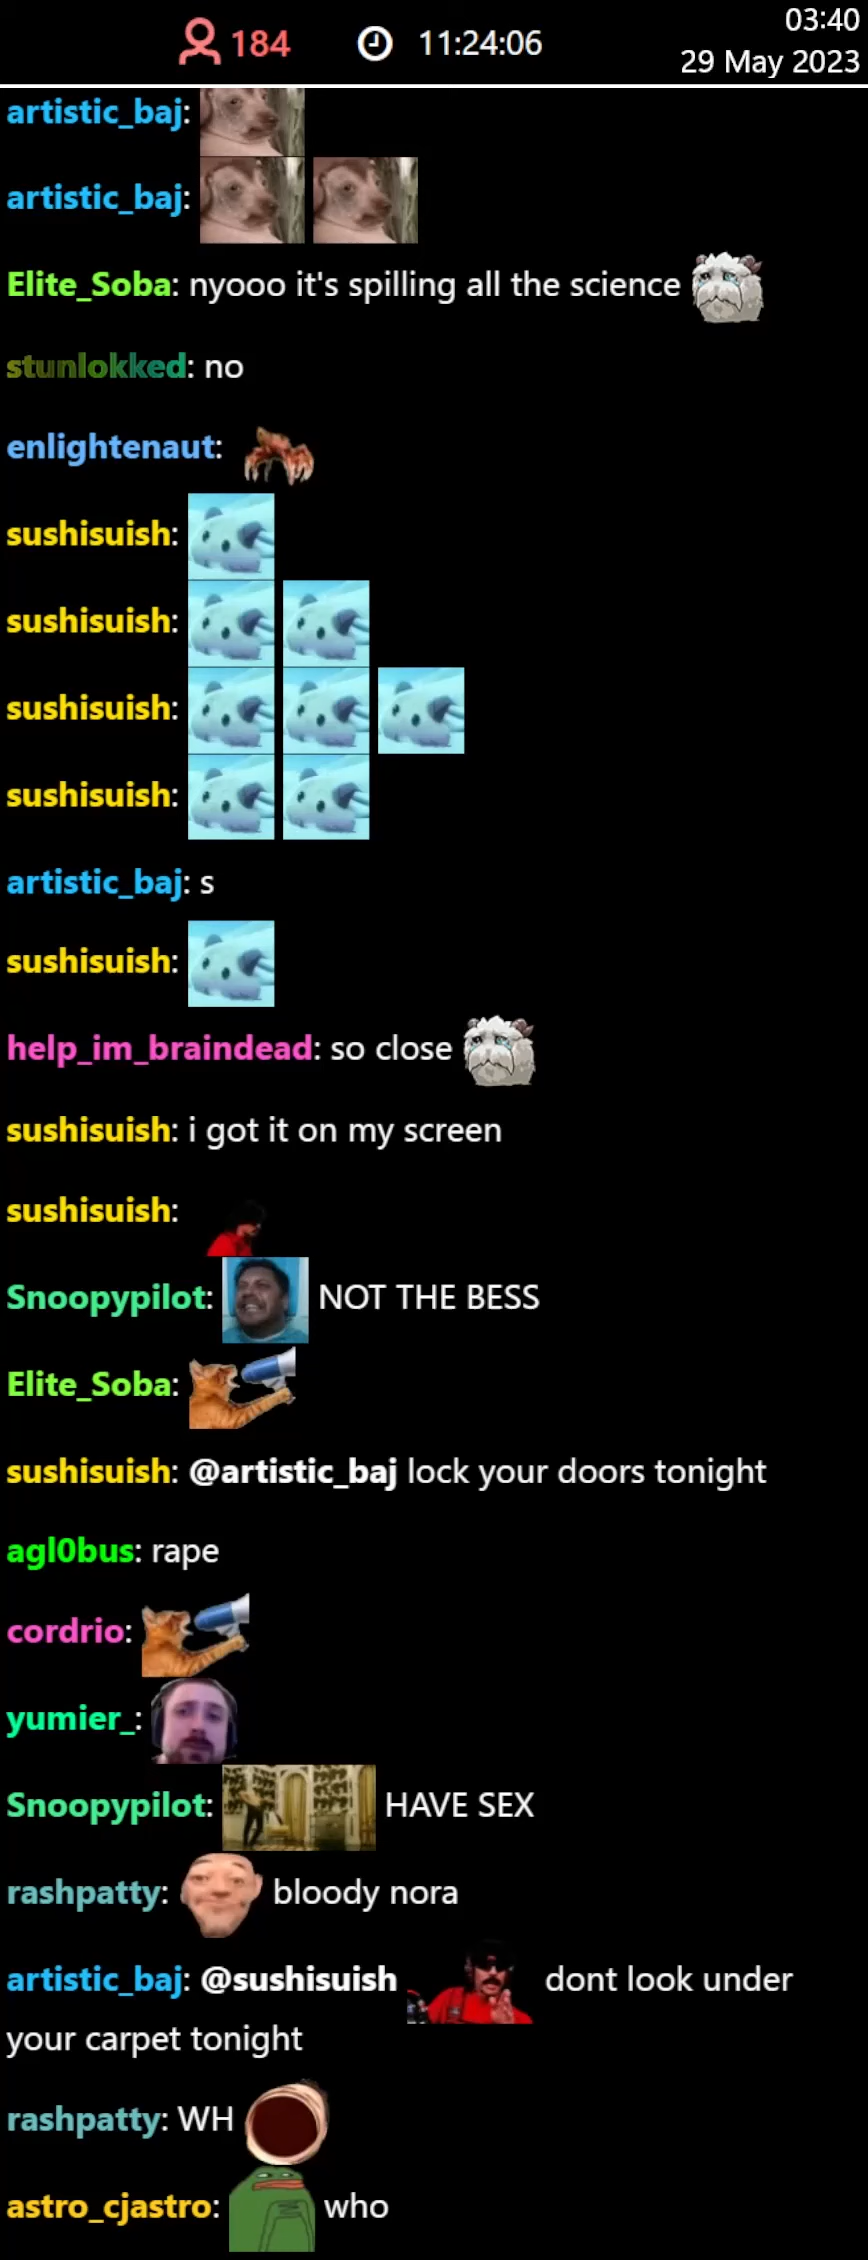 184 11:24:06 03:40
29 May 2023
artistic_baj:
artistic_baj:
Elite_Soba: nyooo it's spilling all the science
stunlokked: no
enlightenaut:
sushisuish:
sushisuish:
sushisuish:
sushisuish:
artistic_baj: s
sushisuish:
help_im_braindead: so close
sushisuish: i got it on my screen
sushisuish:
Snoopypilot: NOT THE BESS
Elite_Soba:
sushisuish: @artistic_baj lock your doors tonight
agl0bus: rape
cordrio:
yumier_:
Snoopypilot: HAVE SEX
rashpatty: bloody nora
artistic_baj: @sushisuish dont look under
your carpet tonight
rashpatty: WH
astro_cjastro: who